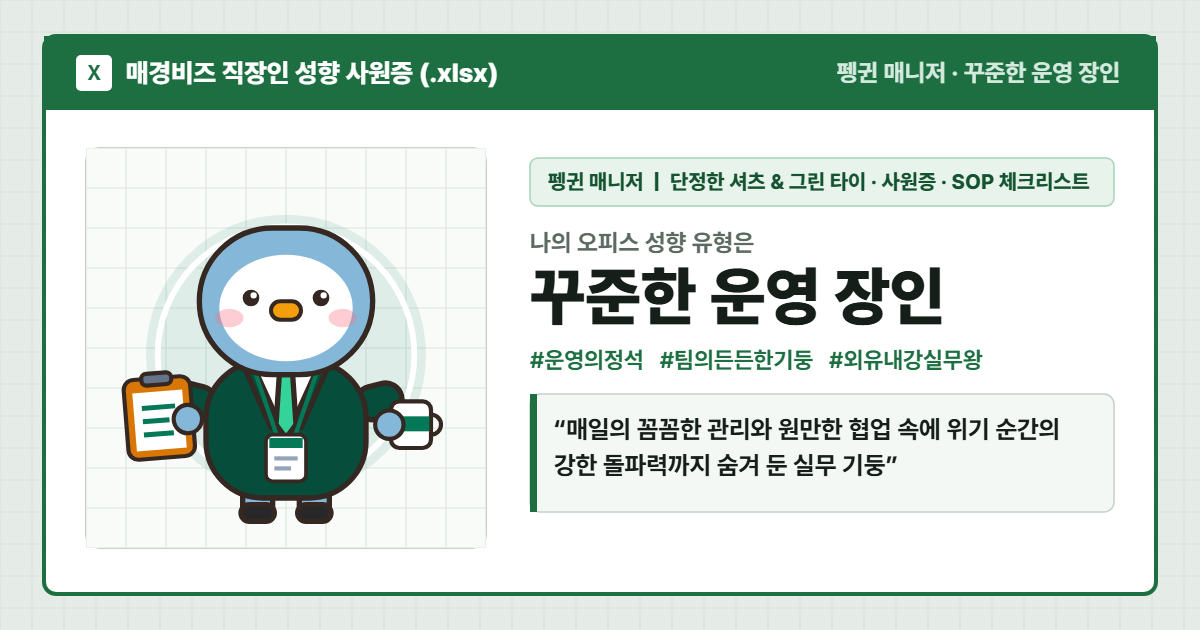 X 매경비즈 직장인 성향 사원증 (.xlsx)
펭귄 매니저 · 꾸준한 운영 장인
펭귄 매니저 | 단정한 셔츠 & 그린 타이 · 사원증 · SOP 체크리스트
나의 오피스 성향 유형은
꾸준한 운영 장인
#운영의정석 #팀의든든한기둥 #외유내강실무왕
“매일의 꼼꼼한 관리와 원만한 협업 속에 위기 순간의
강한 돌파력까지 숨겨 둔 실무 기둥”